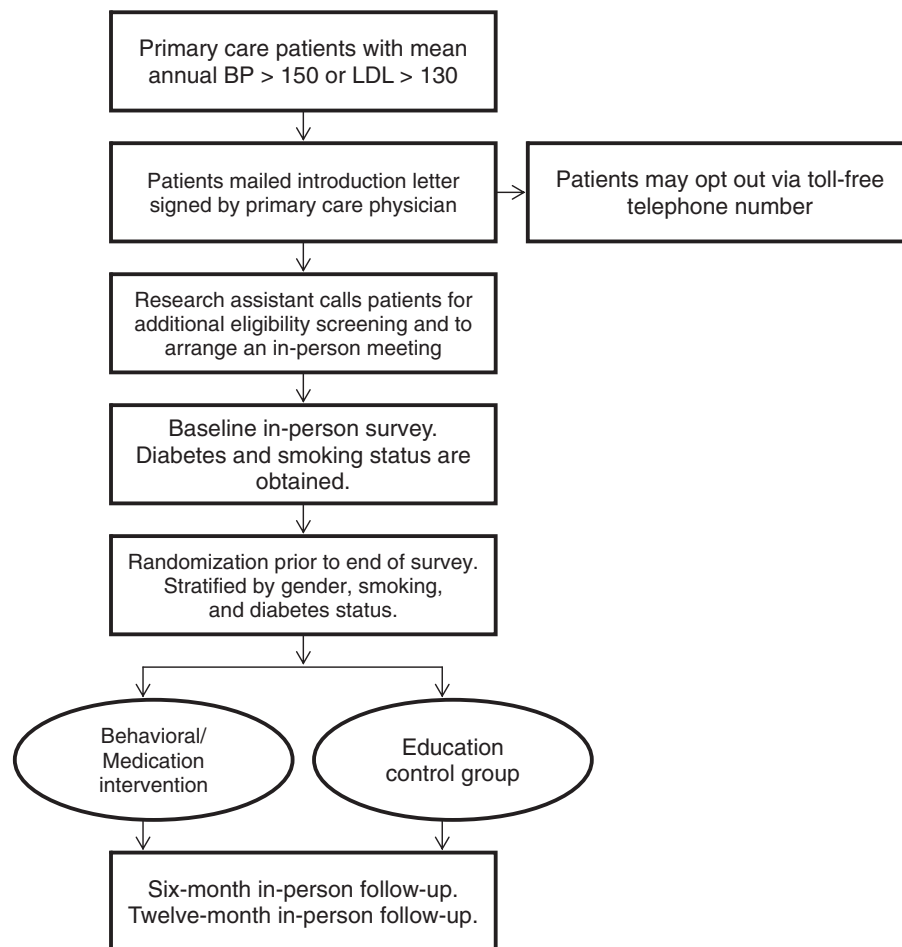 Primary care patients with mean
annual BP > 150 or LDL > 130
Patients mailed introduction letter
signed by primary care physician
Patients may opt out via toll-free
telephone number
Research assistant calls patients for
additional eligibility screening and to
arrange an in-person meeting
Baseline in-person survey.
Diabetes and smoking status are
obtained.
Randomization prior to end of survey.
Stratified by gender, smoking,
and diabetes status.
Behavioral/
Medication
intervention
Education
control group
Six-month in-person follow-up.
Twelve-month in-person follow-up.